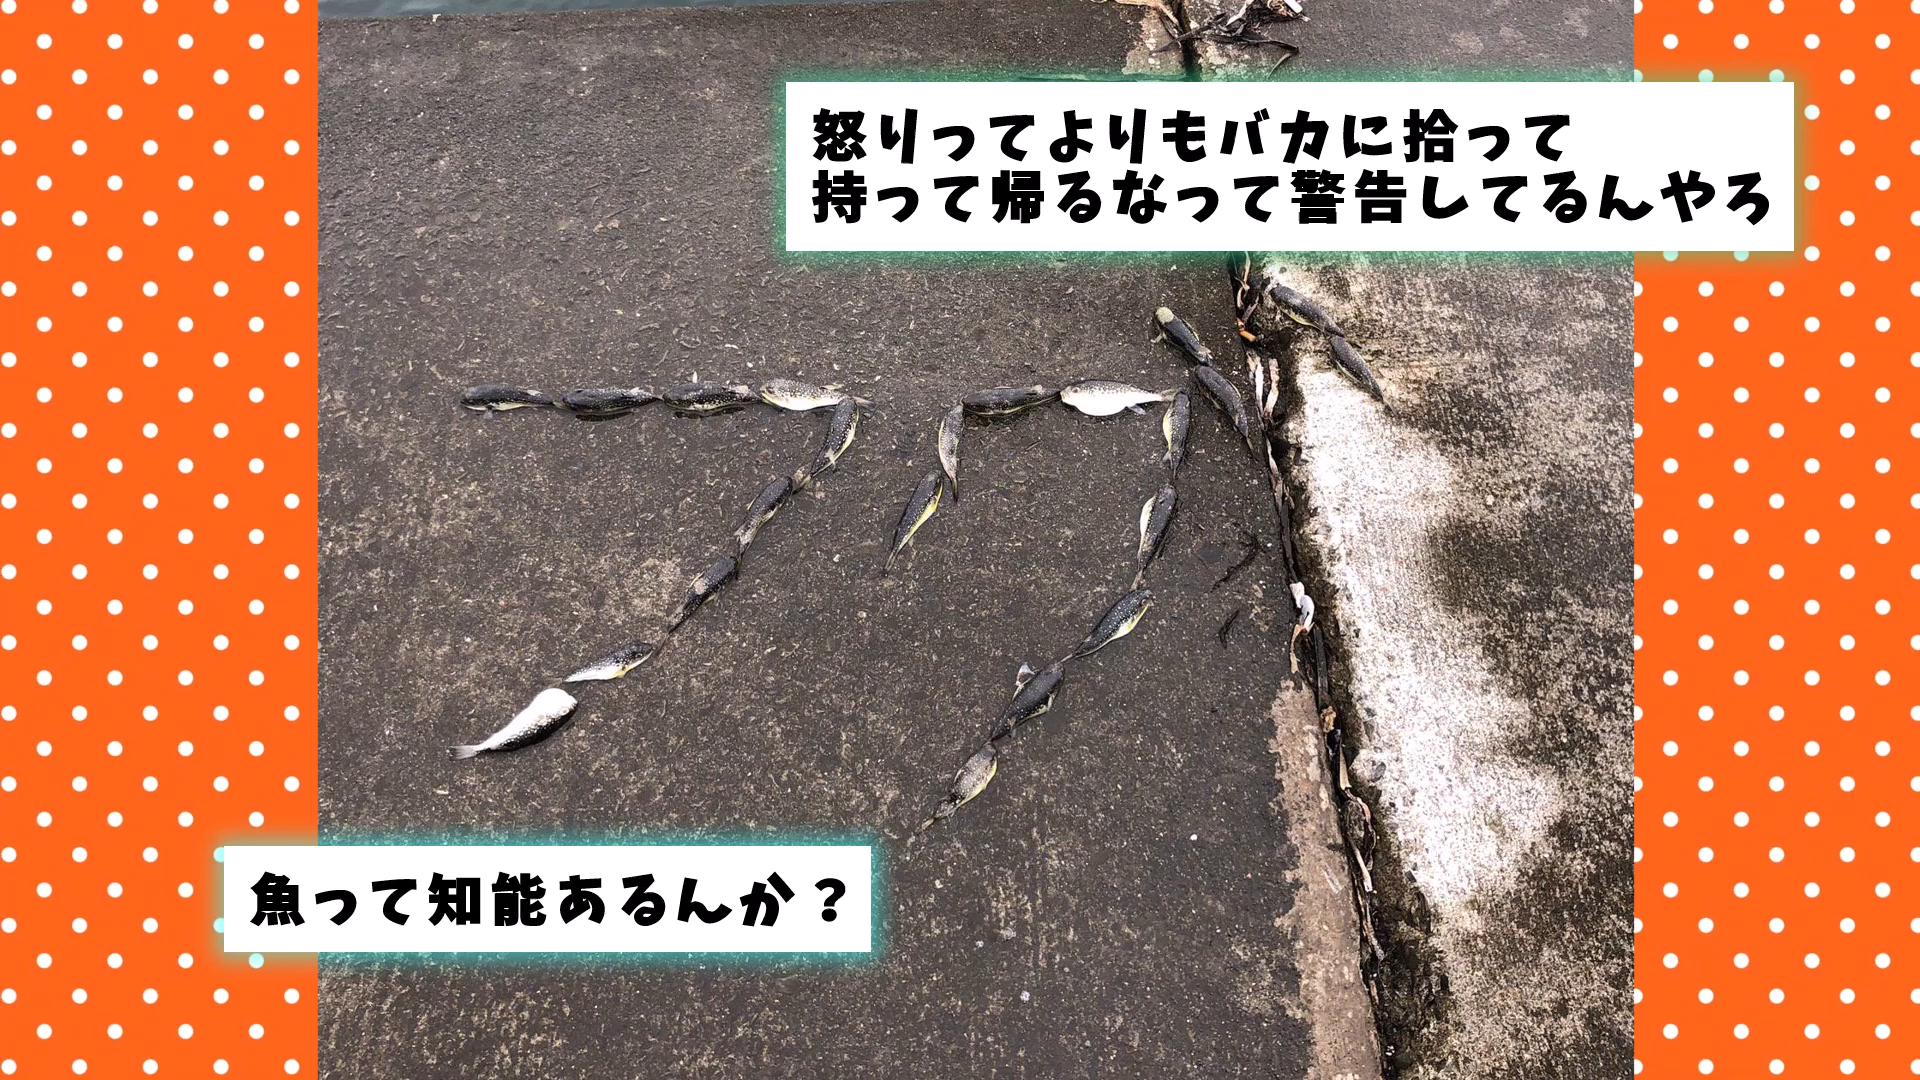 怒りってよりもバカに拾って
持って帰るなって警告してるんやろ
フグ
魚って知能あるんか？